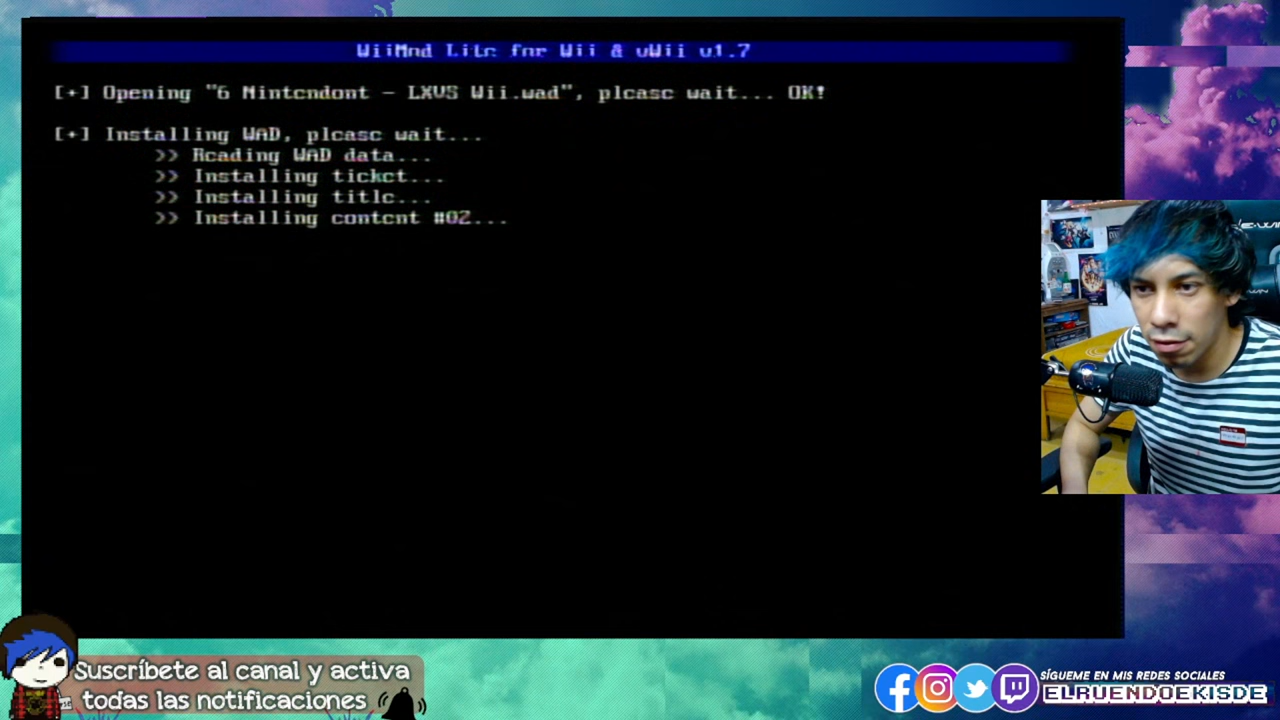 WiiMod Lite for Wii & vWii v1.7
[+] Opening "6 Nintendont - LXVS Wii.wad", please wait... OK!
[+] Installing WAD, please wait...
>> Reading WAD data...
>> Installing ticket...
>> Installing title...
>> Installing content #02...
Suscríbete al canal y activa
todas las notificaciones
SÍGUEME EN MIS REDES SOCIALES
ELRUENDOEKISDE